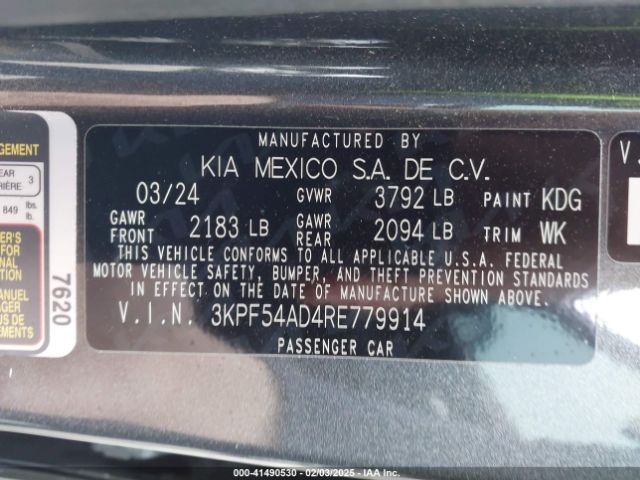 MANUFACTURED BY
KIA MEXICO S.A. DE C.V.
03/24 GVWR 3792 LB PAINT KDG
GAWR FRONT 2183 LB GAWR REAR 2094 LB TRIM WK
THIS VEHICLE CONFORMS TO ALL APPLICABLE U.S.A. FEDERAL
MOTOR VEHICLE SAFETY, BUMPER, AND THEFT PREVENTION STANDARDS
IN EFFECT ON THE DATE OF MANUFACTURE SHOWN ABOVE.
V.I.N. 3KPF54AD4RE779914
PASSENGER CAR
3
849 lbs.
lb.
7620
V.
000-41490530 - 02/03/2025 - IAA, Inc.